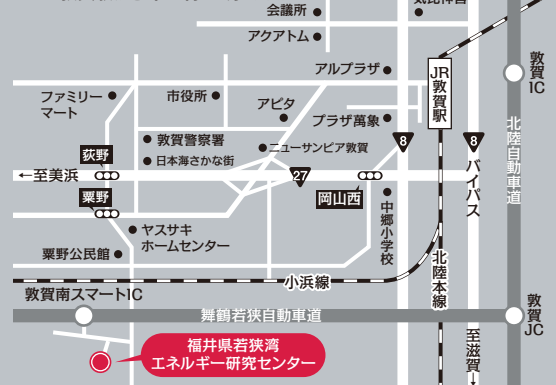 会議所
アクアトム
アルプラザ
JR敦賀駅
敦賀IC
ファミリー
マート
市役所
アピタ
プラザ萬象
敦賀警察署
日本海さかな街
ニューサンピア敦賀
8
8
バイパス
北陸自動車道
荻野
←至美浜
27
岡山西
粟野
中郷小学校
ヤスサキ
ホームセンター
粟野公民館
北陸本線
小浜線
敦賀南スマートIC
舞鶴若狭自動車道
敦賀JC
至滋賀→
福井県若狭湾
エネルギー研究センター